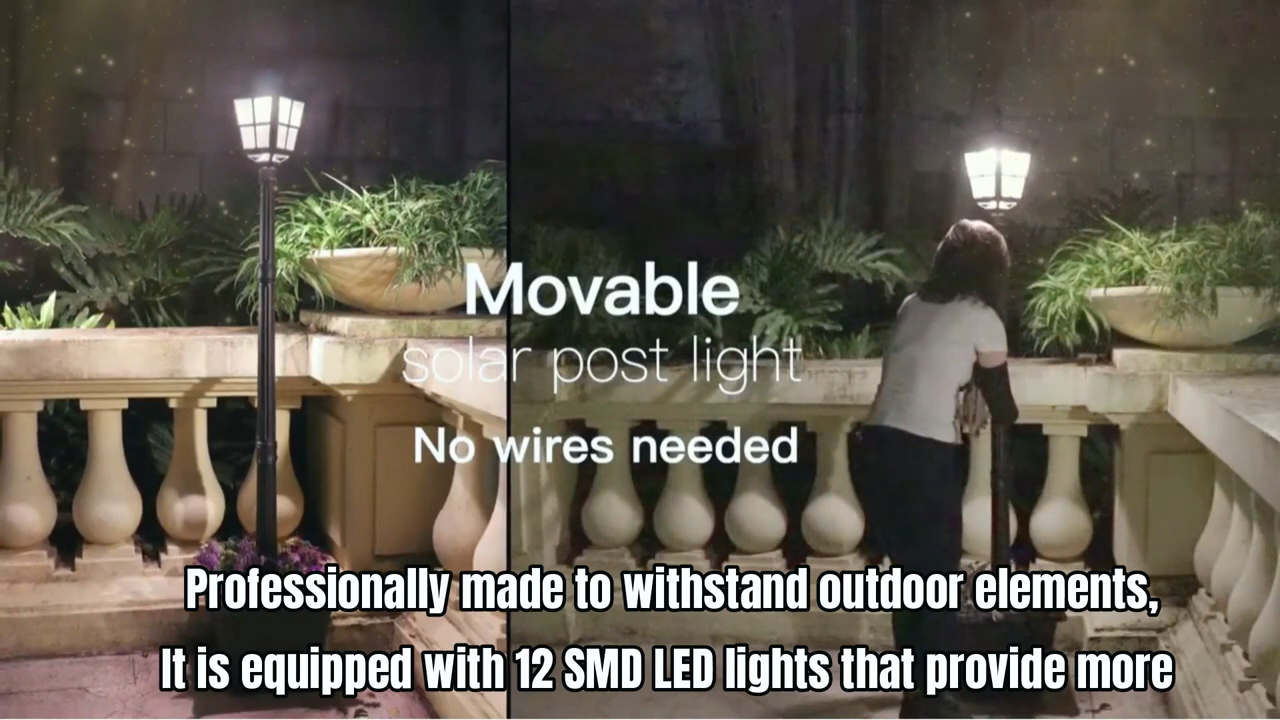 Movable
solar post light
No wires needed
Professionally made to withstand outdoor elements,
It is equipped with 12 SMD LED lights that provide more